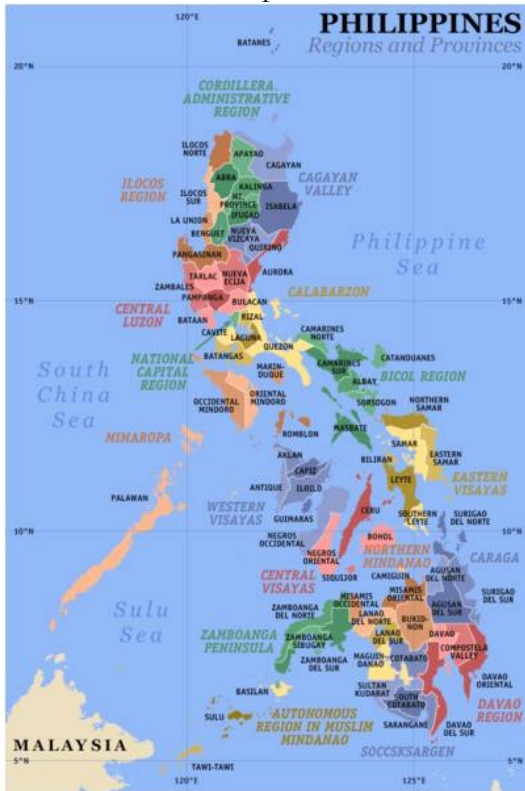 PHILIPPINES
Regions and Provinces
120°E
125°E
BATANES
20°N
20°N
CORDILLERA
ADMINISTRATIVE
REGION
ILOCOS
NORTE
APAYAO
CAGAYAN
CAGAYAN
VALLEY
ABRA
KALINGA
ILOCOS
REGION
MT.
PROVINCE
ILOCOS
SUR
IFUGAO
ISABELA
LA UNION
BENGUET
NUEVA
VIZCAYA
QUIRINO
Philippine
Sea
PANGASINAN
AURORA
TARLAC
NUEVA
ECIJA
ZAMBALES
PAMPANGA
BULACAN
CALABARZON
15°N
15°N
CENTRAL
LUZON
BATAAN
RIZAL
CAVITE
LAGUNA
QUEZON
CAMARINES
NORTE
NATIONAL
CAPITAL
REGION
BATANGAS
CAMARINES
SUR
CATANDUANES
MARIN-
DUQUE
ALBAY
BICOL REGION
South
China
Sea
OCCIDENTAL
MINDORO
ORIENTAL
MINDORO
SORSOGON
NORTHERN
SAMAR
MIMAROPA
ROMBLON
MASBATE
SAMAR
AKLAN
BILIRAN
EASTERN
SAMAR
CAPIZ
ANTIQUE
ILOILO
LEYTE
EASTERN
VISAYAS
PALAWAN
WESTERN
VISAYAS
GUIMARAS
CEBU
SOUTHERN
LEYTE
SURIGAO
DEL NORTE
10°N
10°N
NEGROS
OCCIDENTAL
BOHOL
NEGROS
ORIENTAL
NORTHERN
MINDANAO
CARAGA
CENTRAL
VISAYAS
SIQUIJOR
CAMIGUIN
AGUSAN
DEL NORTE
MISAMIS
OCCIDENTAL
MISAMIS
ORIENTAL
SURIGAO
DEL SUR
Sulu
Sea
ZAMBOANGA
DEL NORTE
LANAO
DEL NORTE
AGUSAN
DEL SUR
BUKID-
NON
ZAMBOANGA
PENINSULA
ZAMBOANGA
SIBUGAY
LANAO
DEL SUR
DAVAO
COMPOSTELA
VALLEY
ZAMBOANGA
DEL SUR
MAGUIN-
DANAO
COTABATO
DAVAO
ORIENTAL
BASILAN
SULTAN
KUDARAT
SOUTH
COTABATO
DAVAO
REGION
SULU
AUTONOMOUS
REGION IN MUSLIM
MINDANAO
SARANGANI
DAVAO
DEL SUR
MALAYSIA
SOCCSKSARGEN
5°N
5°N
TAWI-TAWI
120°E
125°E